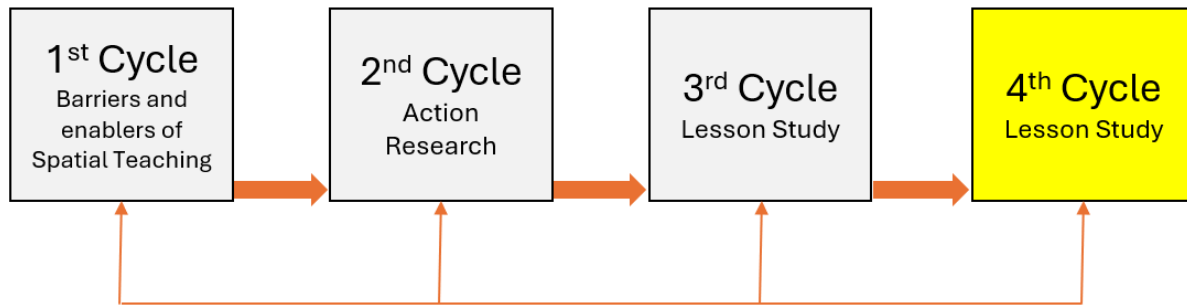 1st Cycle
Barriers and
enablers of
Spatial Teaching
2nd Cycle
Action
Research
3rd Cycle
Lesson Study
4th Cycle
Lesson Study